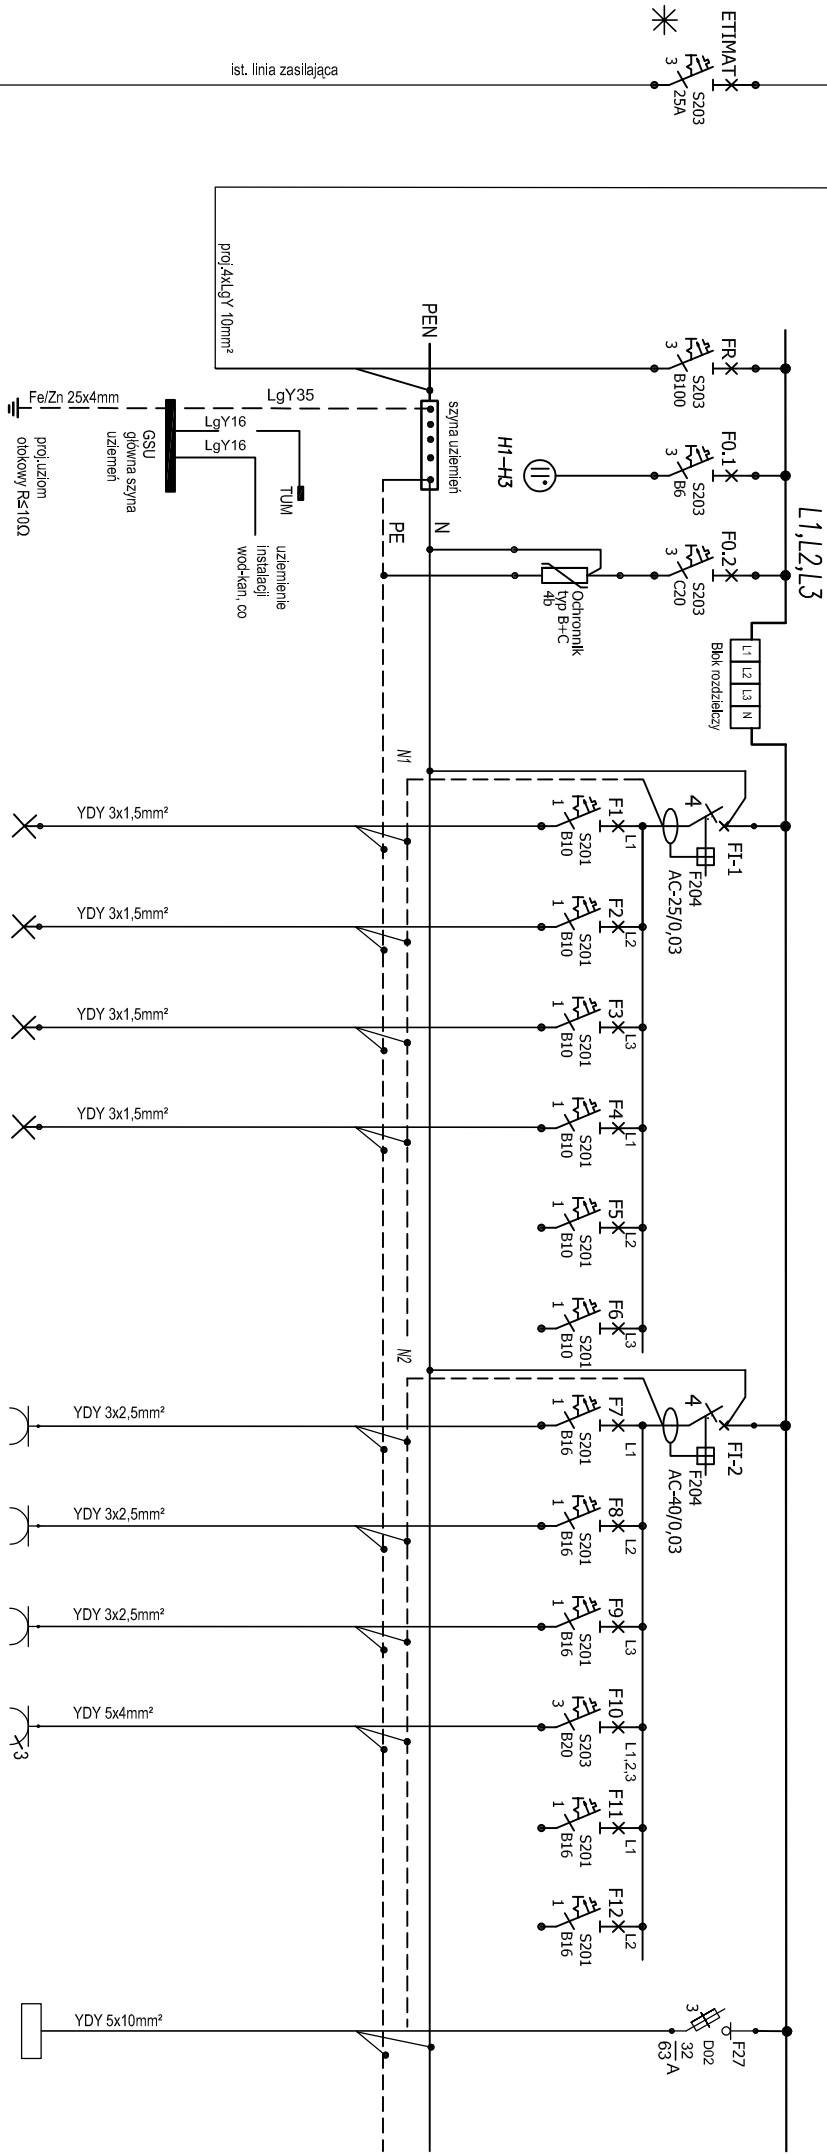 ETIMAT
3
S203
25A
ist. linia zasilająca
proj.4xLgY 10mm²
PEN
szyna uziemień
FR
3
S203
B100
F0.1
3
S203
B6
H1-H3
F0.2
3
S203
C20
L1,L2,L3
Ochronnik
typ B+C
4b
Fe/Zn 25x4mm
LgY35
LgY16
LgY16
GSU
główna szyna
uziemień
TUM
proj.uziom
otokowy R≤10Ω
uziemienie
instalacji
wod-kan, co
PE
N
L1
L2
L3
N
Blok rozdzielczy
N1
FI-1
4
F204
AC-25/0,03
YDY 3x1,5mm²
F1
L1
1
S201
B10
YDY 3x1,5mm²
F2
L2
1
S201
B10
YDY 3x1,5mm²
F3
L3
1
S201
B10
YDY 3x1,5mm²
F4
L1
1
S201
B10
F5
L2
1
S201
B10
F6
L3
1
S201
B10
N2
FI-2
4
F204
AC-40/0,03
YDY 3x2,5mm²
F7
L1
1
S201
B16
YDY 3x2,5mm²
F8
L2
1
S201
B16
YDY 3x2,5mm²
F9
L3
1
S201
B16
YDY 5x4mm²
3
F10
L1,2,3
3
S203
B20
F11
L1
1
S201
B16
F12
L2
1
S201
B16
YDY 5x10mm²
F27
3
D02
32
63 A